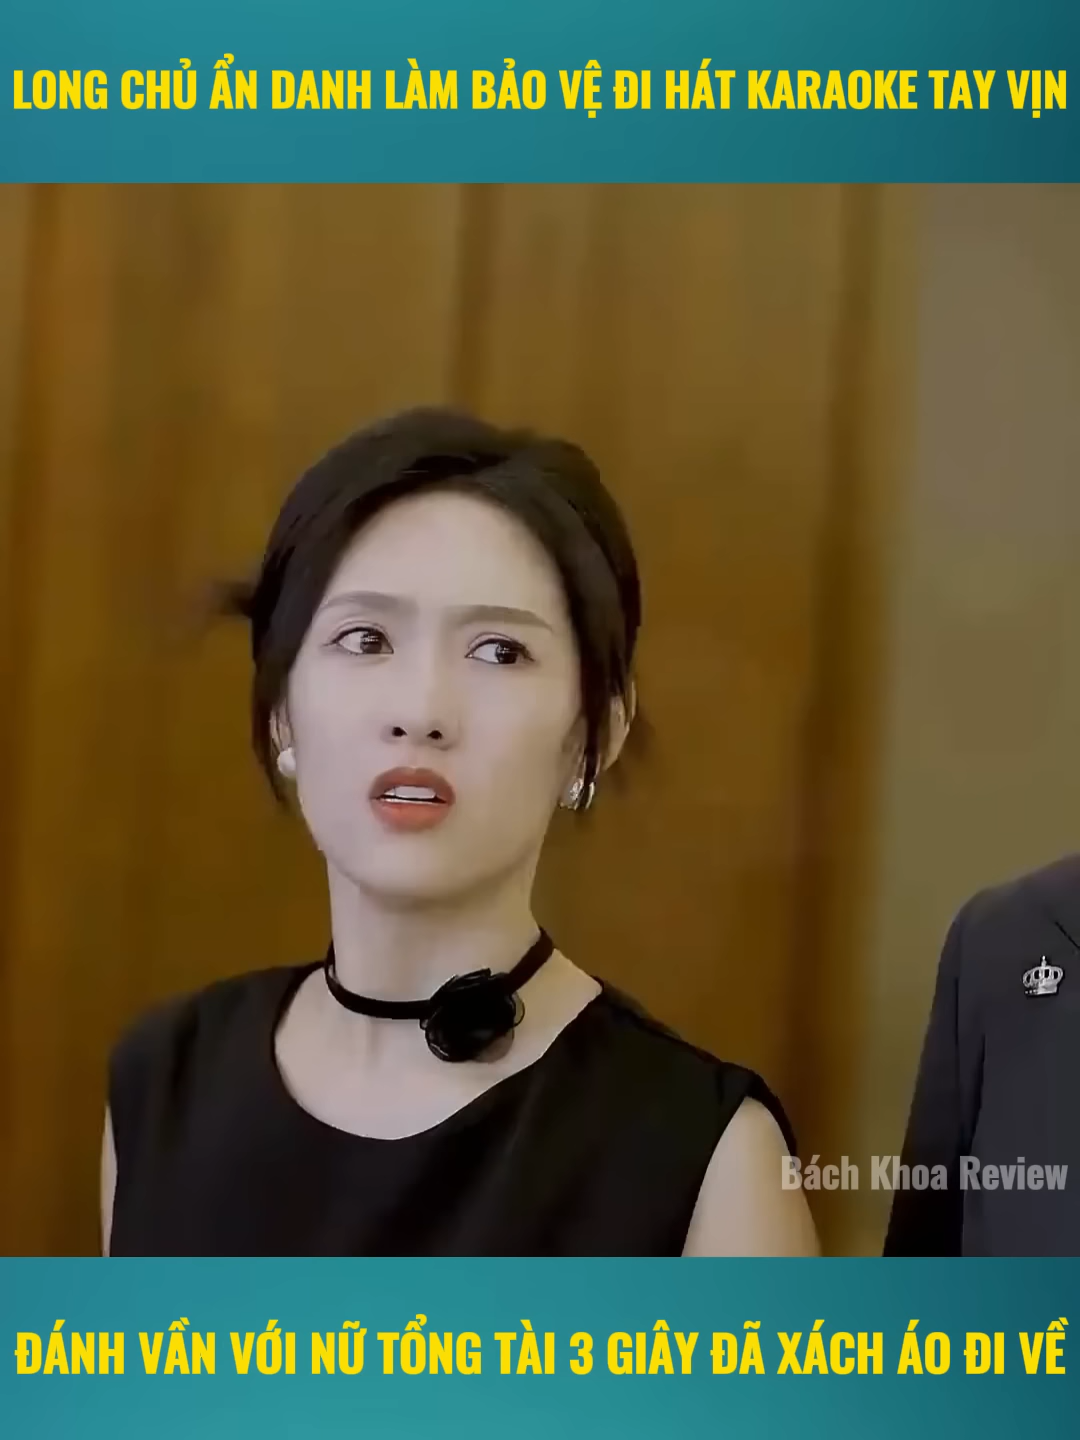 LONG CHỦ ẨN DANH LÀM BẢO VỆ ĐI HÁT KARAOKE TAY VỊN
Bách Khoa Review
ĐÁNH VẦN VỚI NỮ TỔNG TÀI 3 GIÂY ĐÃ XÁCH ÁO ĐI VỀ